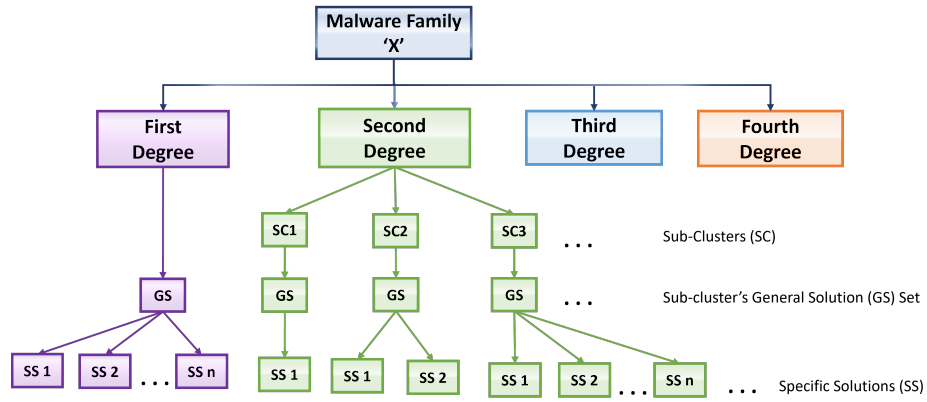 Malware Family
‘X’
First
Degree
Second
Degree
Third
Degree
Fourth
Degree
SC1
SC2
SC3
...
Sub-Clusters (SC)
GS
GS
GS
GS
...
Sub-cluster’s General Solution (GS) Set
SS 1
SS 2
...
SS n
SS 1
SS 1
SS 2
SS 1
SS 2
...
SS n
...
Specific Solutions (SS)